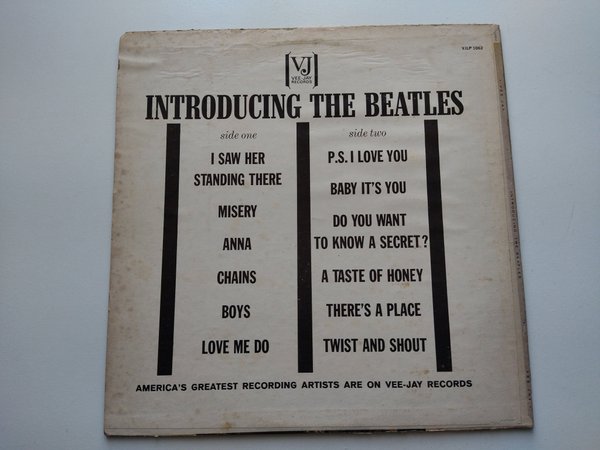 VJLP 1062
VJ
VEE-JAY
RECORDS
INTRODUCING THE BEATLES
side one
I SAW HER
STANDING THERE
MISERY
ANNA
CHAINS
BOYS
LOVE ME DO
side two
P.S. I LOVE YOU
BABY IT'S YOU
DO YOU WANT
TO KNOW A SECRET?
A TASTE OF HONEY
THERE'S A PLACE
TWIST AND SHOUT
AMERICA'S GREATEST RECORDING ARTISTS ARE ON VEE-JAY RECORDS